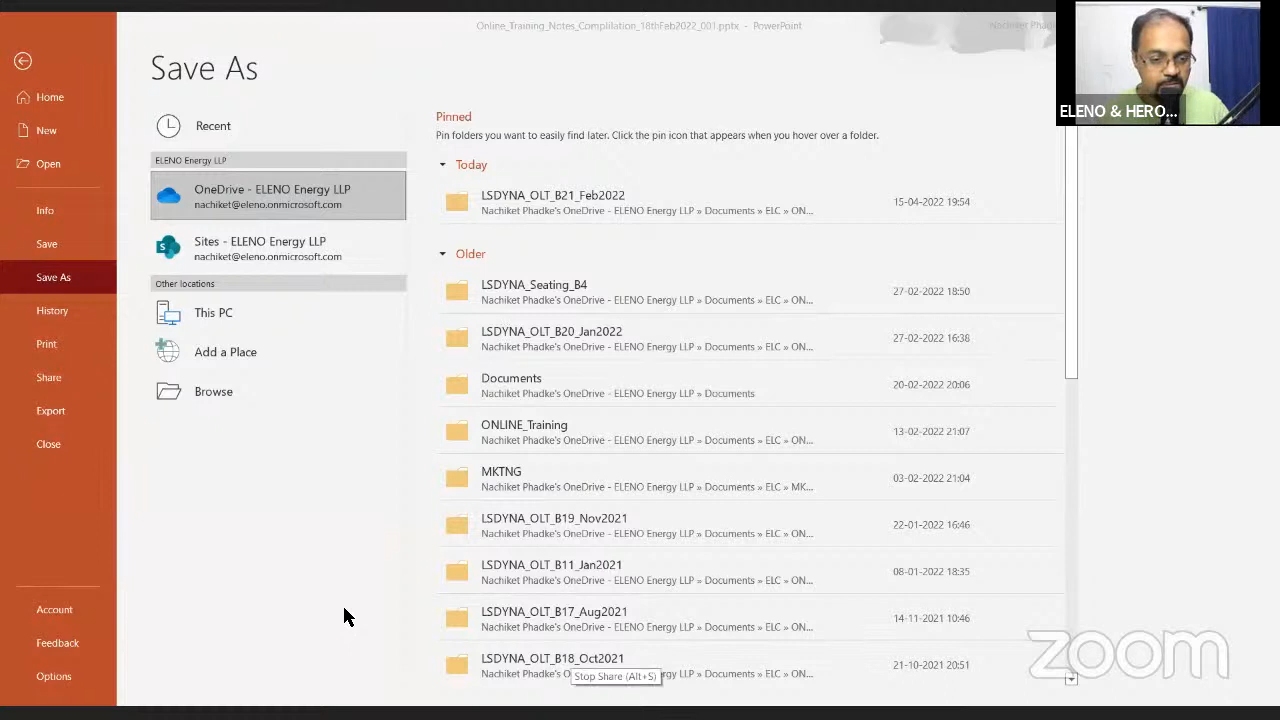 Online_Training_Notes_Complilation_18thFeb2022_001.pptx - PowerPoint
Nachiket Phadk
ELENO & HERO...
Save As
Home
New
Open
Info
Save
Save As
History
Print
Share
Export
Close
Account
Feedback
Options
Recent
ELENO Energy LLP
OneDrive - ELENO Energy LLP
nachiket@eleno.onmicrosoft.com
Sites - ELENO Energy LLP
nachiket@eleno.onmicrosoft.com
Other locations
This PC
Add a Place
Browse
Pinned
Pin folders you want to easily find later. Click the pin icon that appears when you hover over a folder.
Today
LSDYNA_OLT_B21_Feb2022
Nachiket Phadke's OneDrive - ELENO Energy LLP » Documents » ELC » ON...
15-04-2022 19:54
Older
LSDYNA_Seating_B4
Nachiket Phadke's OneDrive - ELENO Energy LLP » Documents » ELC » ON...
27-02-2022 18:50
LSDYNA_OLT_B20_Jan2022
Nachiket Phadke's OneDrive - ELENO Energy LLP » Documents » ELC » ON...
27-02-2022 16:38
Documents
Nachiket Phadke's OneDrive - ELENO Energy LLP » Documents
20-02-2022 20:06
ONLINE_Training
Nachiket Phadke's OneDrive - ELENO Energy LLP » Documents » ELC » ON...
13-02-2022 21:07
MKTNG
Nachiket Phadke's OneDrive - ELENO Energy LLP » Documents » ELC » MK...
03-02-2022 21:04
LSDYNA_OLT_B19_Nov2021
Nachiket Phadke's OneDrive - ELENO Energy LLP » Documents » ELC » ON...
22-01-2022 16:46
LSDYNA_OLT_B11_Jan2021
Nachiket Phadke's OneDrive - ELENO Energy LLP » Documents » ELC » ON...
08-01-2022 18:35
LSDYNA_OLT_B17_Aug2021
Nachiket Phadke's OneDrive - ELENO Energy LLP » Documents » ELC » ON...
14-11-2021 10:46
LSDYNA_OLT_B18_Oct2021
Nachiket Phadke's O
rgy LLP » Documents » ELC » ON...
21-10-2021 20:51
Stop Share (Alt+S)
zoom